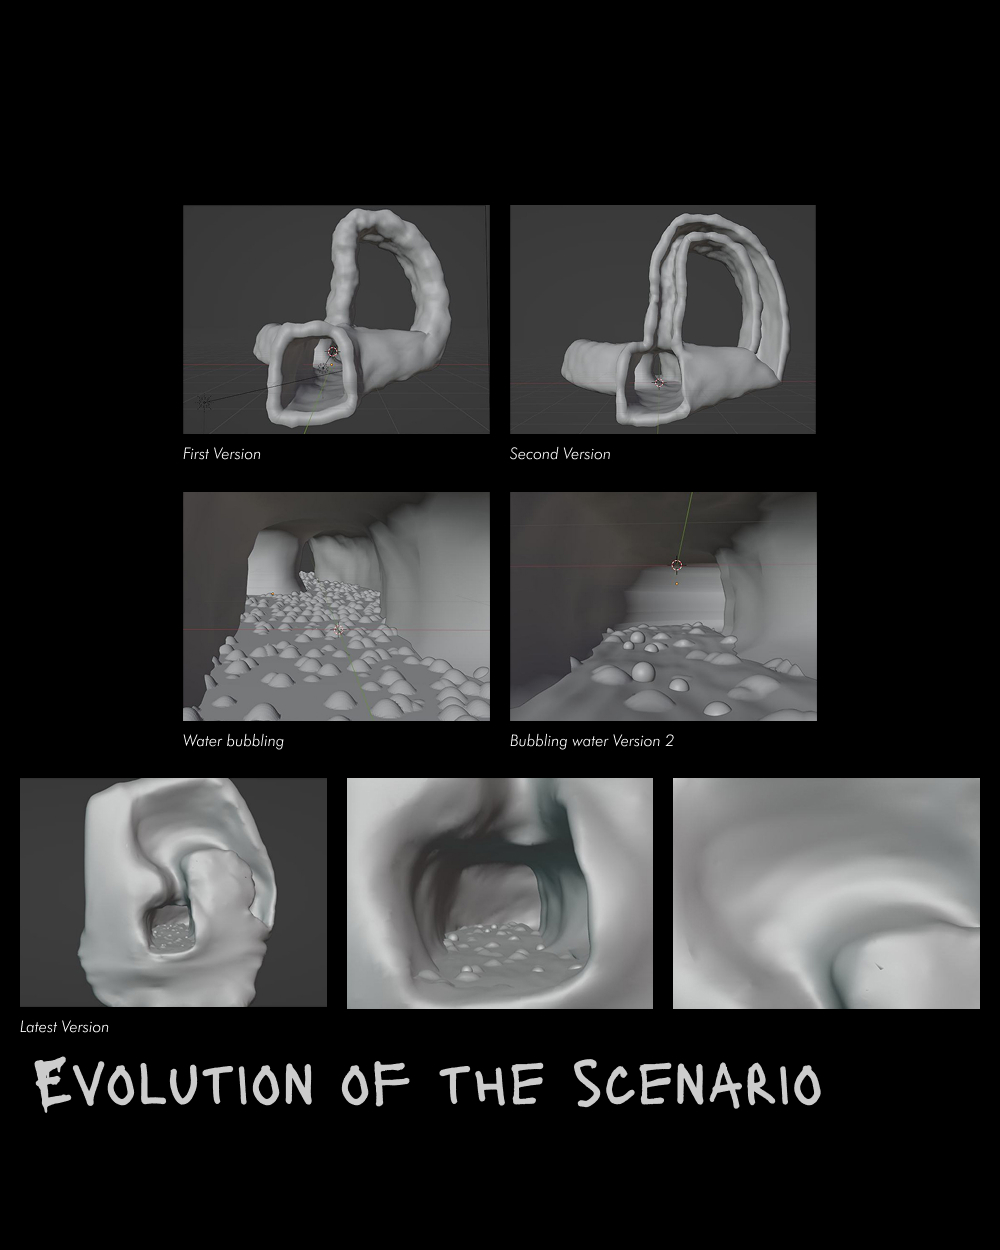 First Version
Second Version
Water bubbling
Bubbling water Version 2
Latest Version
EVOLUTION OF THE SCENARIO